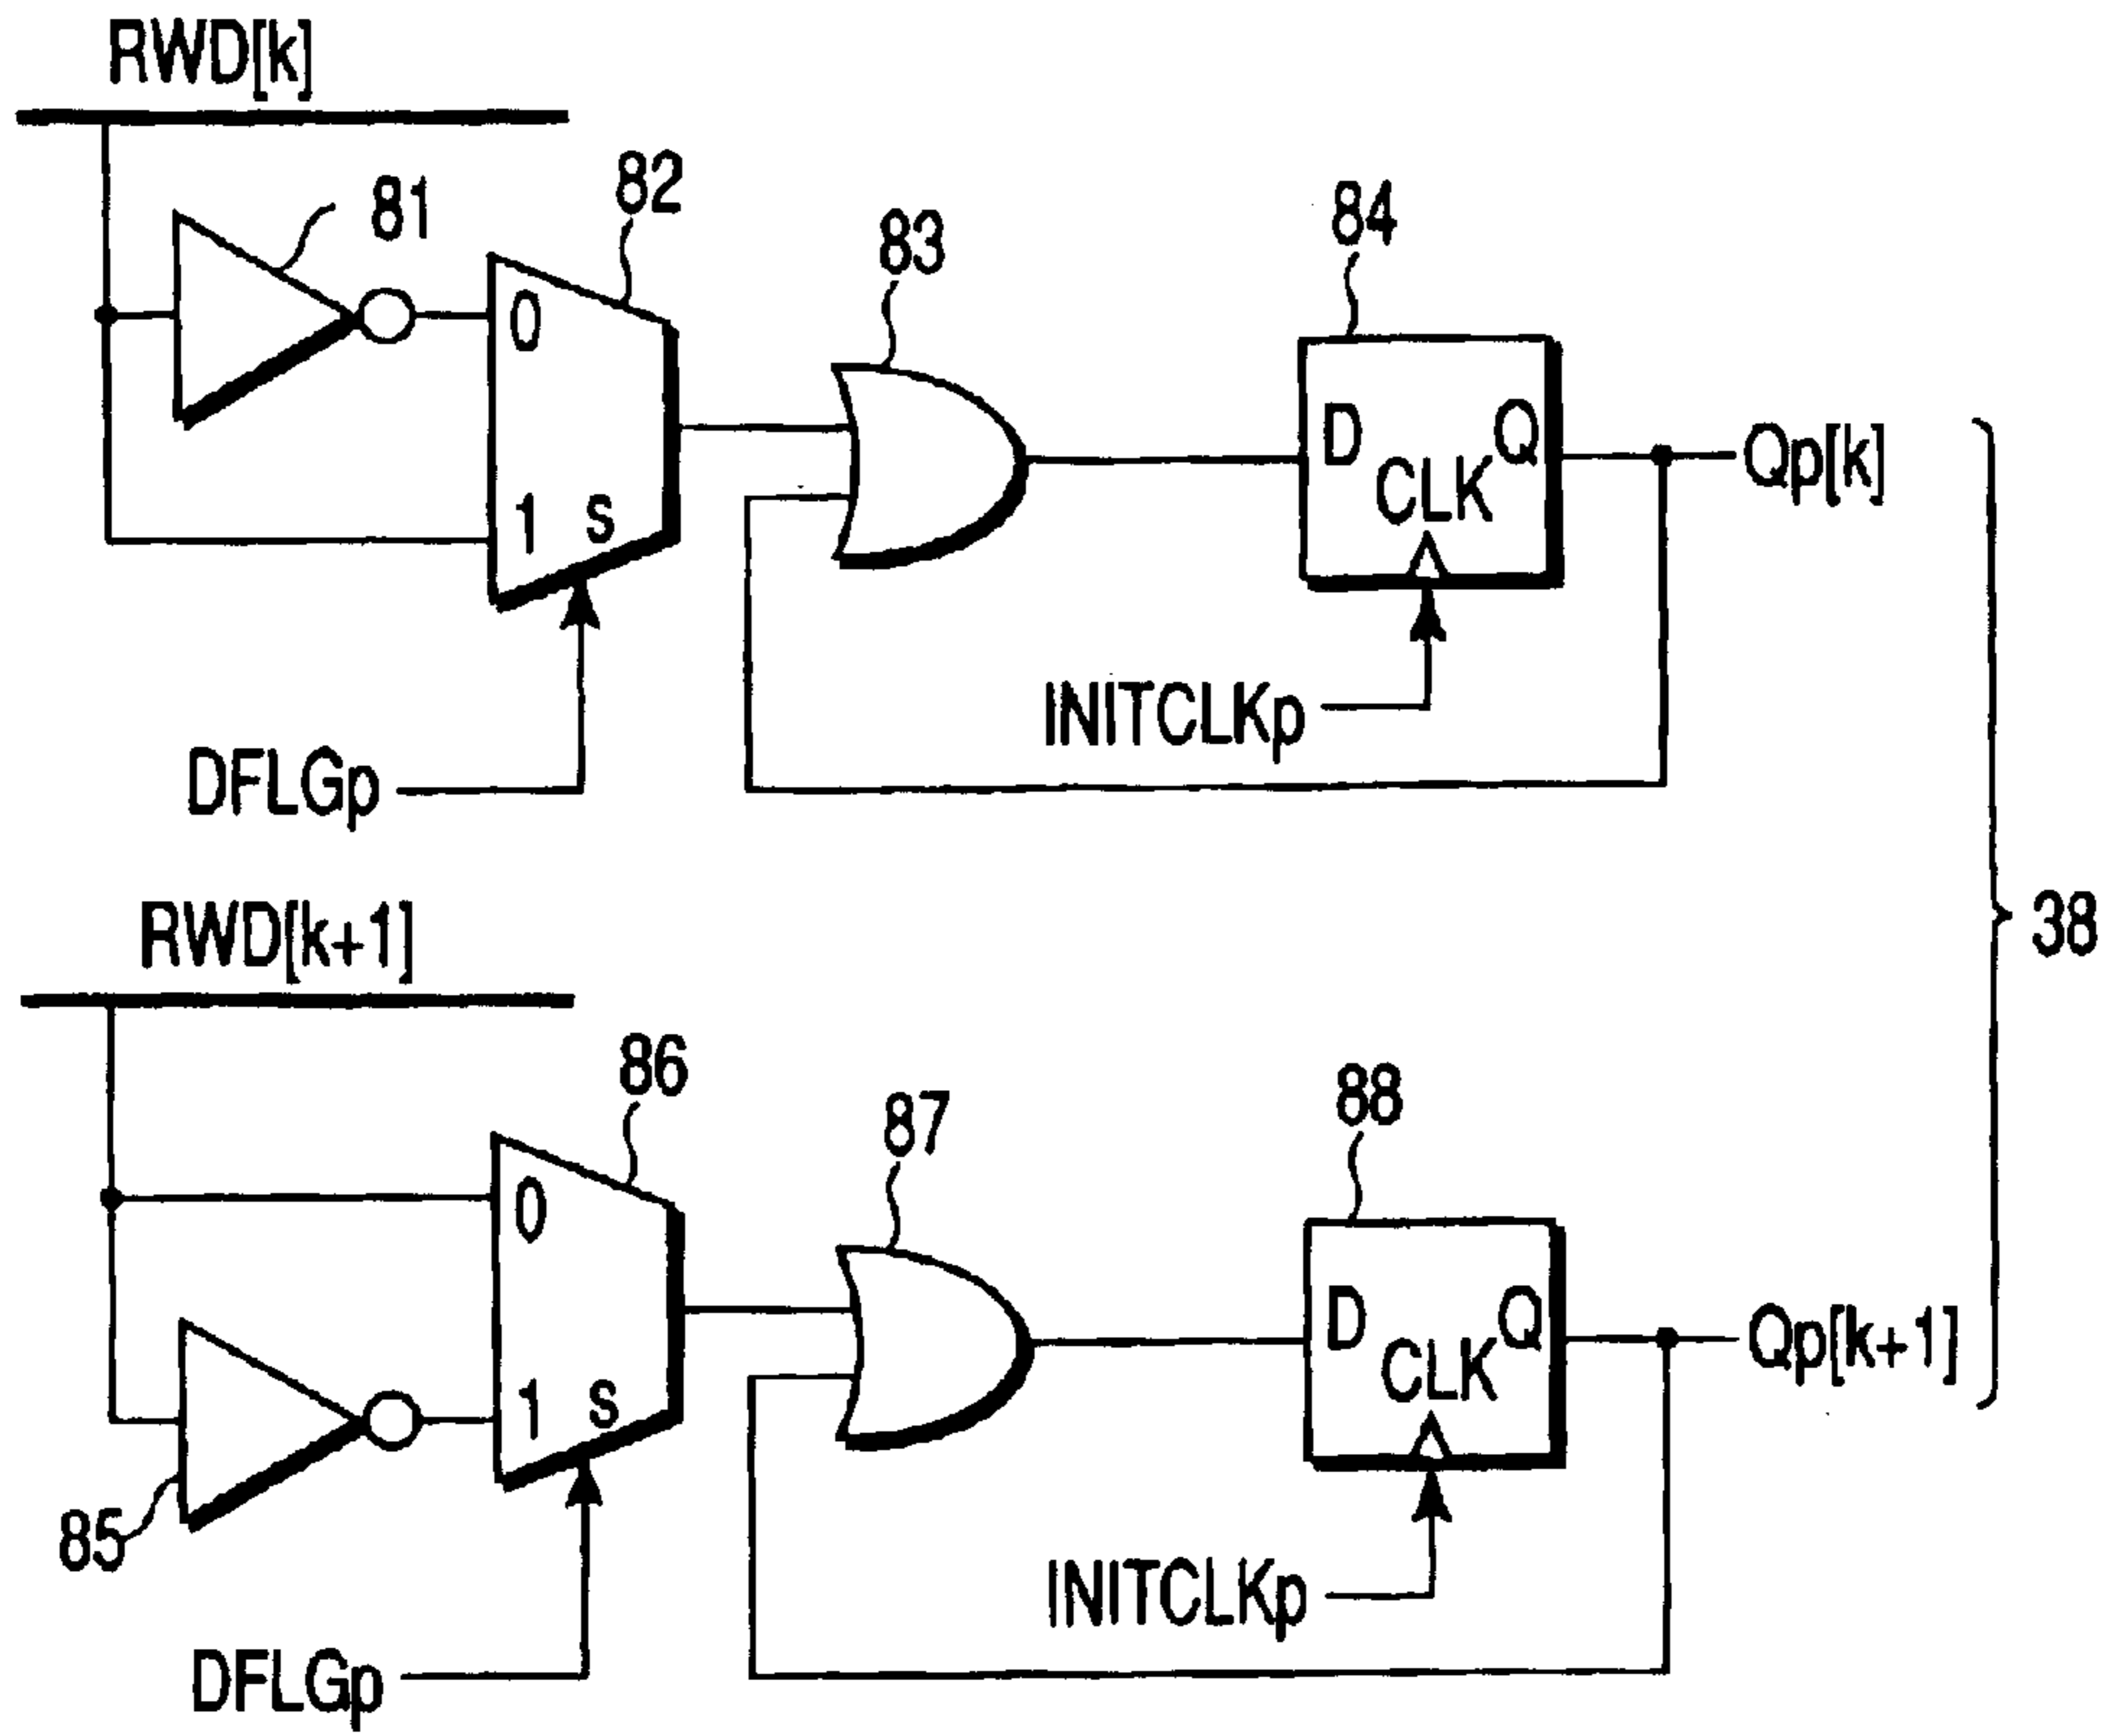 RWD[k]
81
82
83
84
0
1 S
D Q
CLK
Qp[k]
INITCLKp
DFLGp
38
RWD[k+1]
86
87
88
0
1 S
D Q
CLK
Qp[k+1]
85
INITCLKp
DFLGp